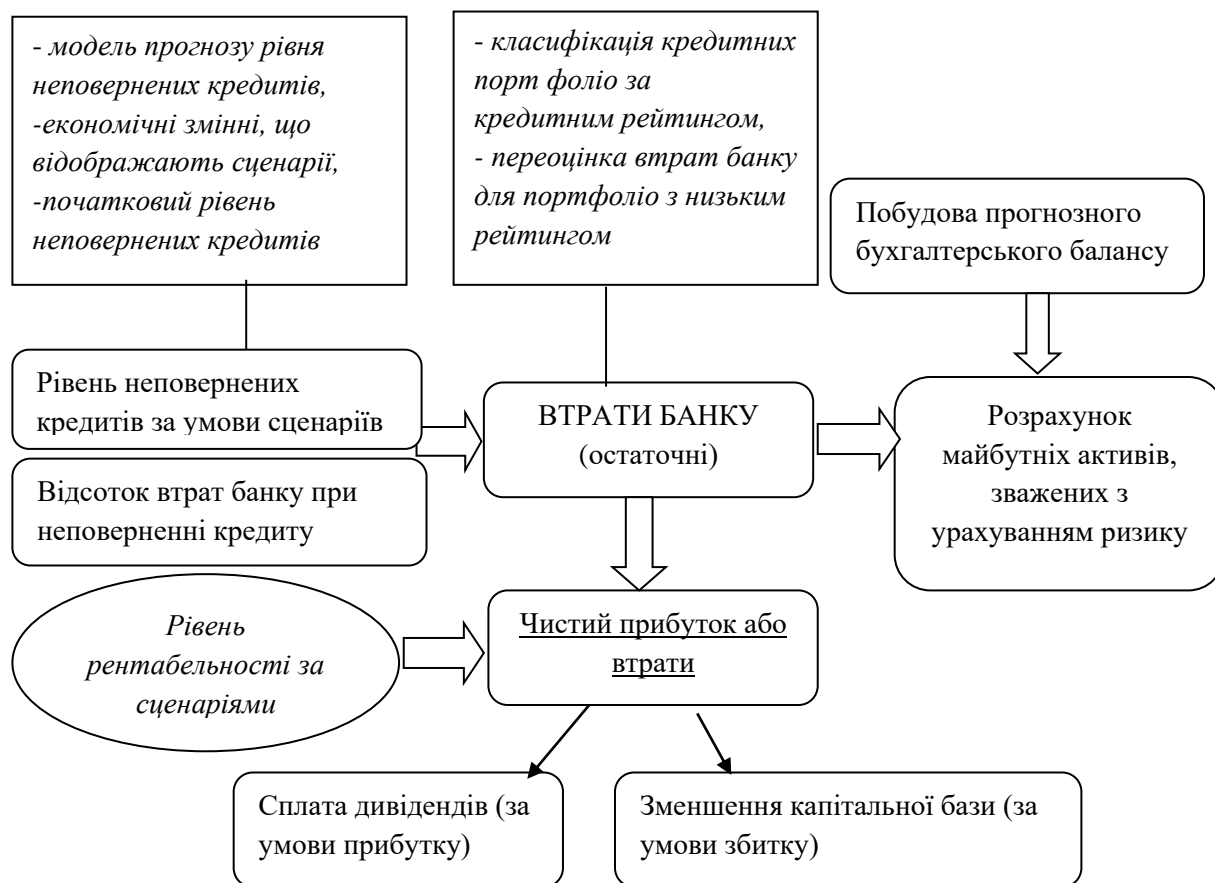 - модель прогнозу рівня
неповернених кредитів,
-економічні змінні, що
відображають сценарії,
-початковий рівень
неповернених кредитів
- класифікація кредитних
порт фоліо за
кредитним рейтингом,
- переоцінка втрат банку
для портфоліо з низьким
рейтингом
Побудова прогнозного
бухгалтерського балансу
Рівень неповернених
кредитів за умови сценаріїв
Відсоток втрат банку при
неповерненні кредиту
ВТРАТИ БАНКУ
(остаточні)
Розрахунок
майбутніх активів,
зважених з
урахуванням ризику
Рівень
рентабельності за
сценаріями
Чистий прибуток або
втрати
Сплата дивідендів (за
умови прибутку)
Зменшення капітальної бази (за
умови збитку)